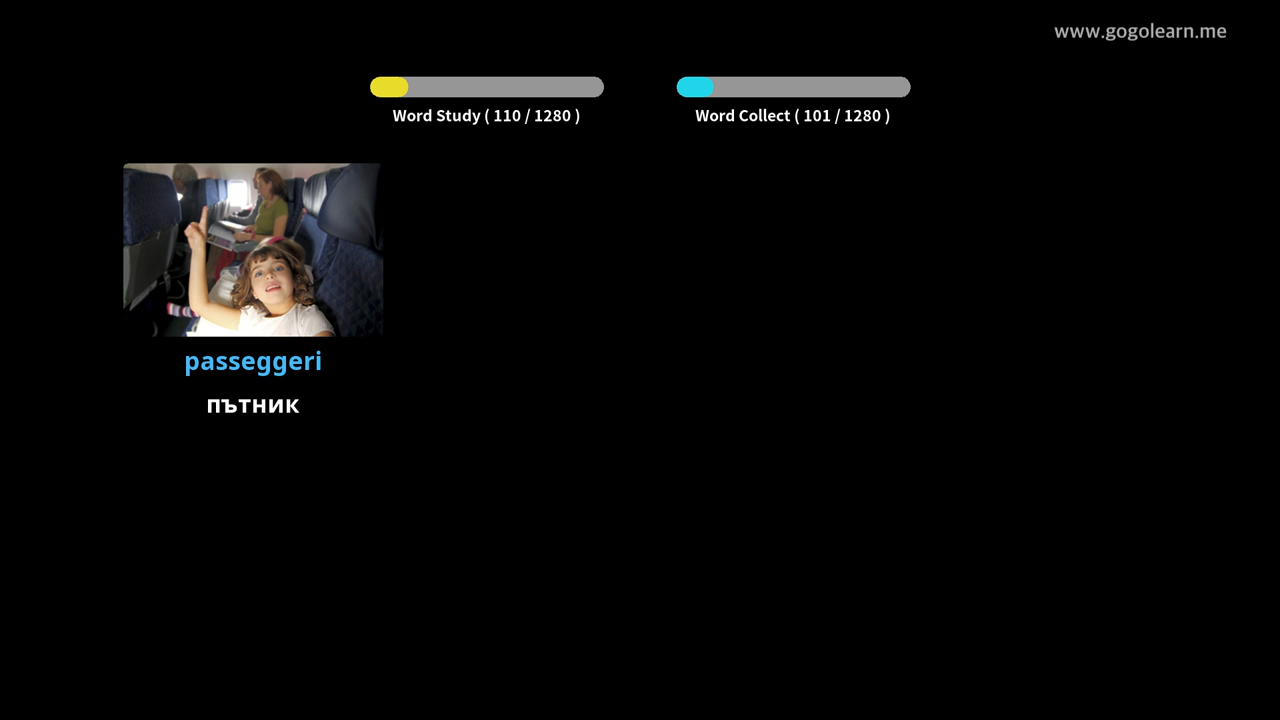 www.gogolearn.me
Word Study ( 110 / 1280 )
Word Collect ( 101 / 1280 )
passeggeri
пътник